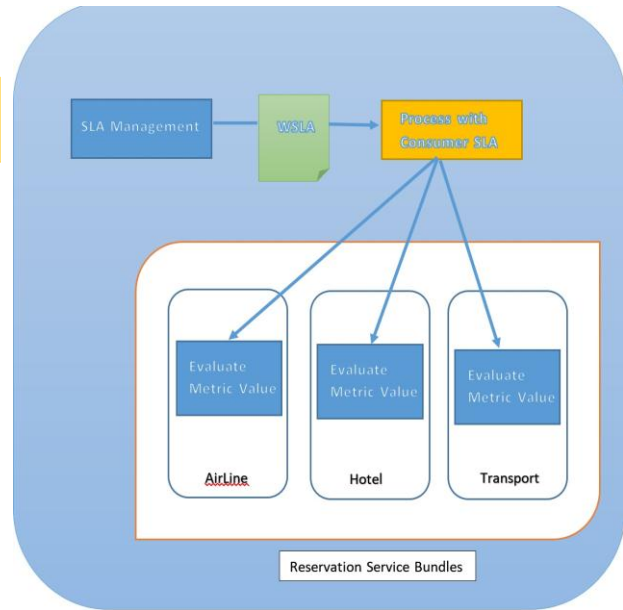 SLA Management
WSLA
Process with
Consumer SLA
Evaluate
Metric Value
Evaluate
Metric Value
Evaluate
Metric Value
AirLine
Hotel
Transport
Reservation Service Bundles